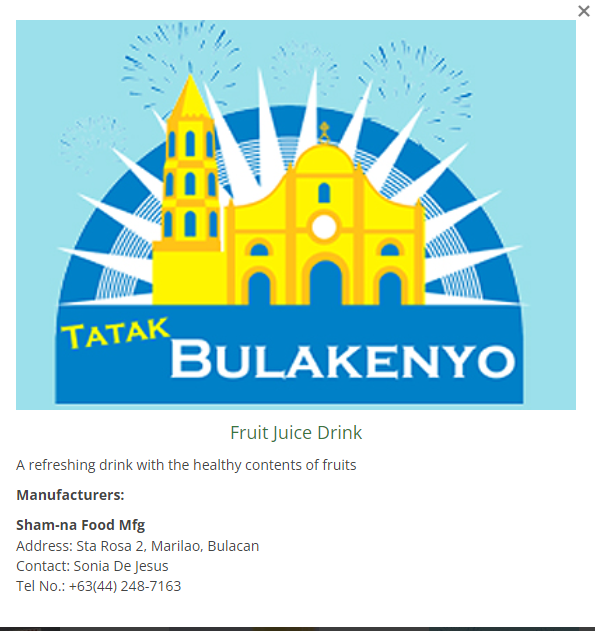 TATAK
BULAKENYO
Fruit Juice Drink
A refreshing drink with the healthy contents of fruits
Manufacturers:
Sham-na Food Mfg
Address: Sta Rosa 2, Marilao, Bulacan
Contact: Sonia De Jesus
Tel No.: +63(44) 248-7163